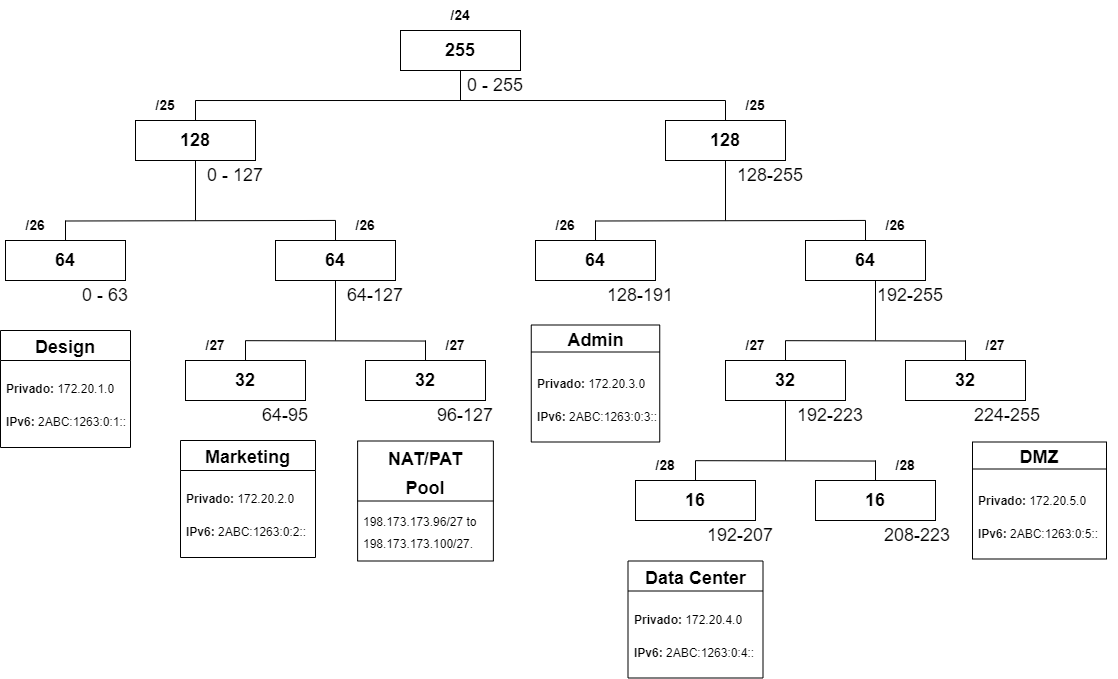 /24
255
0 - 255
/25
/25
128
128
0 - 127
128-255
/26
/26
/26
/26
64
64
64
64
0 - 63
64-127
128-191
192-255
Design
Privado: 172.20.1.0
IPv6: 2ABC:1263:0:1::
/27
/27
32
32
64-95
96-127
Marketing
Privado: 172.20.2.0
IPv6: 2ABC:1263:0:2::
NAT/PAT
Pool
198.173.173.96/27 to
198.173.173.100/27.
Admin
Privado: 172.20.3.0
IPv6: 2ABC:1263:0:3::
/27
/27
32
32
192-223
224-255
/28
/28
16
16
192-207
208-223
DMZ
Privado: 172.20.5.0
IPv6: 2ABC:1263:0:5::
Data Center
Privado: 172.20.4.0
IPv6: 2ABC:1263:0:4::